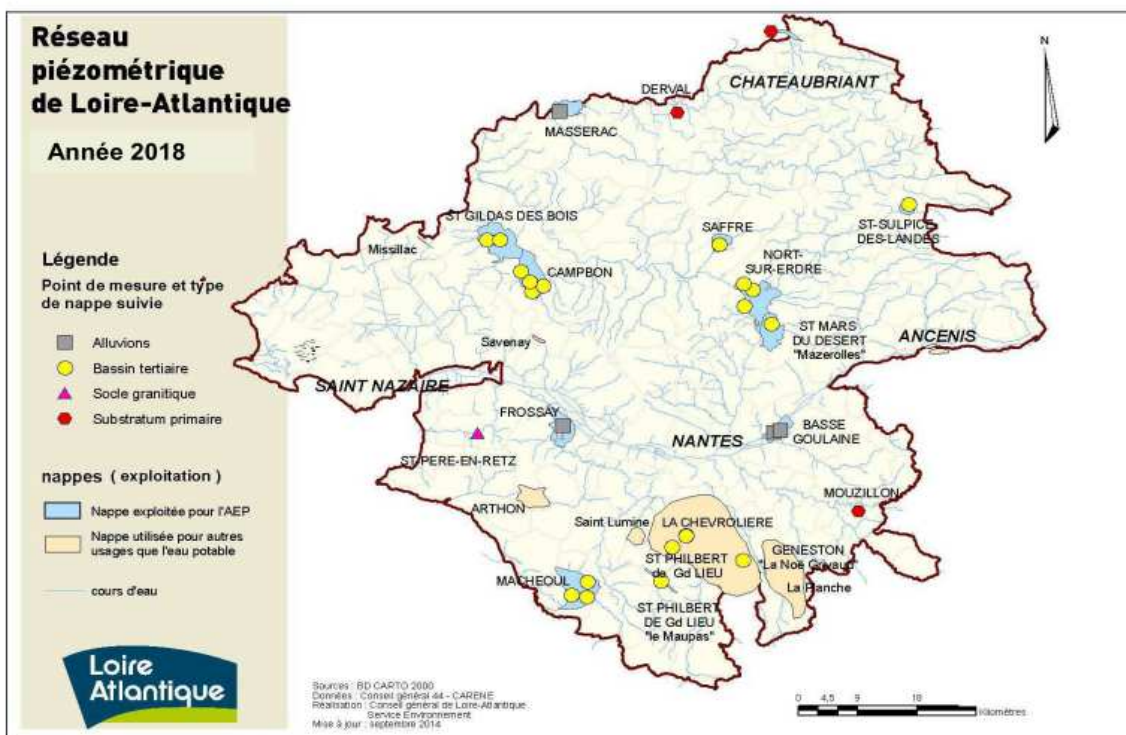 Réseau
piézométrique
de Loire-Atlantique
Année 2018
Légende
Point de mesure et type
de nappe suivie
Alluvions
Bassin tertiaire
Socle granitique
Substratum primaire
nappes ( exploitation )
Nappe exploitée pour l'AEP
Nappe utilisée pour autres
usages que l'eau potable
cours d'eau
Loire
Atlantique
N
CHATEAUBRIANT
DERVAL
MASSERAC
ST GILDAS DES BOIS
Missillac
CAMPBON
SAFFRE
ST-SULPICE
DES-LANDES
NORT-
SUR-ERDRE
ST MARS
DU DESERT
"Mazerolles"
ANCENIS
Savenay
SAINT NAZAIRE
FROSSAY
NANTES
BASSE
GOULAINE
ST-PERE-EN-RETZ
ARTHON
MOUZILLON
Saint Lumine
LA CHEVROLIERE
ST PHILBERT
de Gd LIEU
GENESTON
"La Noë Gavaud"
La Planche
MACHEOUL
ST PHILBERT
DE Gd LIEU
"le Maupas"
Sources : BD CARTO 2000
Données : Conseil général 44 - CARENE
Réalisation : Conseil général de Loire-Atlantique
Service Environnement
Mise à jour : septembre 2014
0 4,5 9 18
Kilomètres